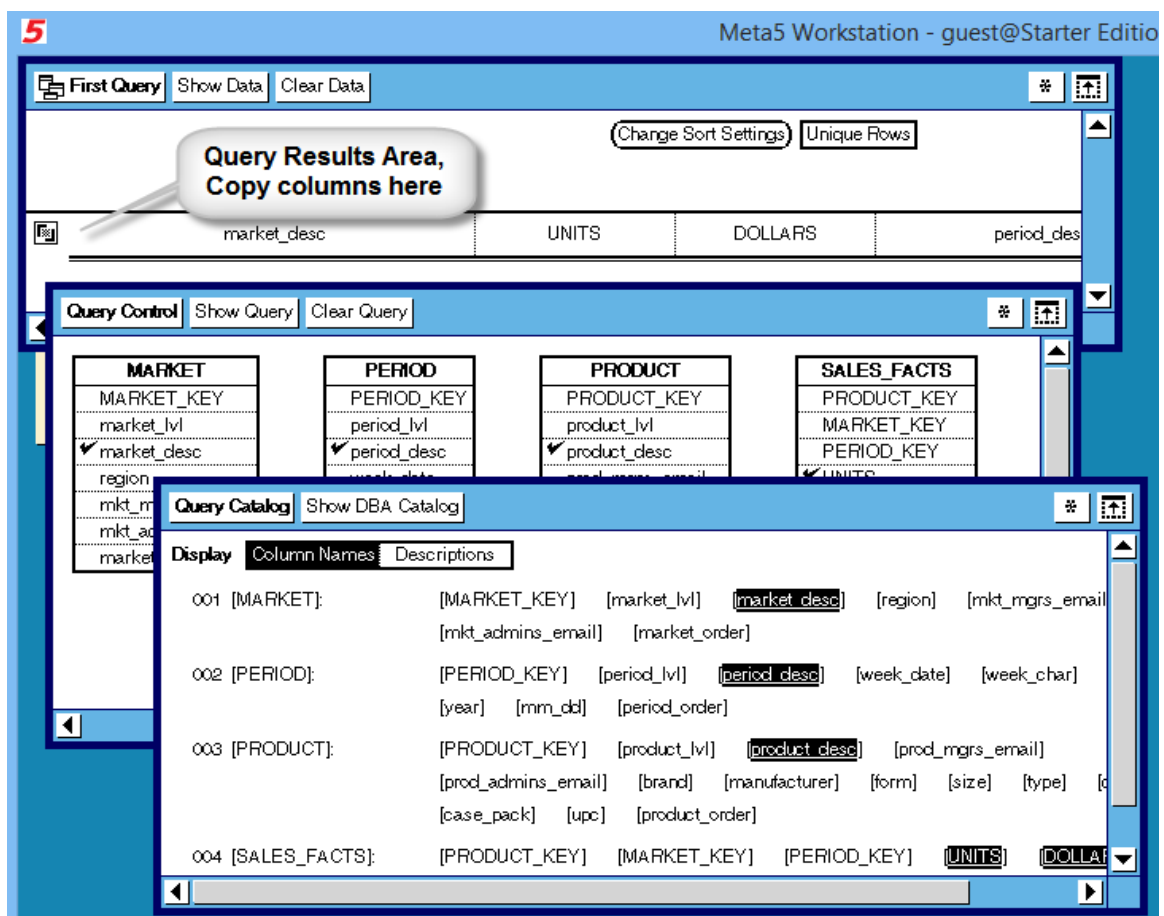 5 Meta5 Workstation - guest@Starter Editio
First Query Show Data Clear Data *
Query Results Area,
Copy columns here
Change Sort Settings Unique Rows
market_desc UNITS DOLLARS period_des
Query Control Show Query Clear Query *
MARKET PERIOD PRODUCT SALES_FACTS
MARKET_KEY PERIOD_KEY PRODUCT_KEY PRODUCT_KEY
market_lvl period_lvl product_lvl MARKET_KEY
market_desc period_desc product_desc PERIOD_KEY
region UNITS
mkt_m
mkt_ad
market
Query Catalog Show DBA Catalog *
Display Column Names Descriptions
001 [MARKET]: [MARKET_KEY] [market_lvl] [market_desc] [region] [mkt_mgrs_email
[mkt_admins_email] [market_order]
002 [PERIOD]: [PERIOD_KEY] [period_lvl] [period_desc] [week_date] [week_char]
[year] [mm_dd] [period_order]
003 [PRODUCT]: [PRODUCT_KEY] [product_lvl] [product_desc] [prod_mgrs_email]
[prod_admins_email] [brand] [manufacturer] [form] [size] [type]
[case_pack] [upc] [product_order]
004 [SALES_FACTS]: [PRODUCT_KEY] [MARKET_KEY] [PERIOD_KEY] [UNITS] [DOLLAR